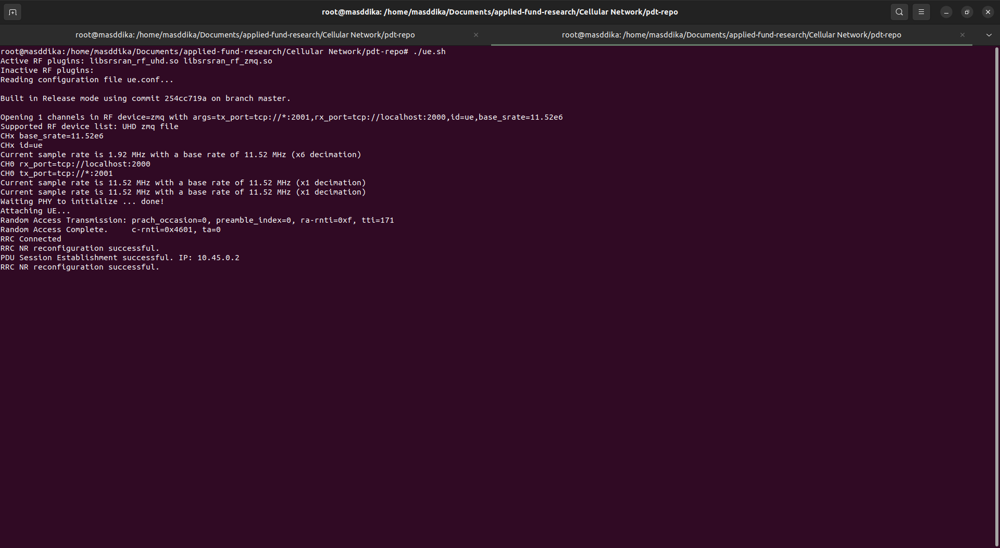 root@masddika: /home/masddika/Documents/applied-fund-research/Cellular Network/pdt-repo
root@masddika: /home/masddika/Documents/applied-fund-research/Cellular Network/pdt-repo
root@masddika: /home/masddika/Documents/applied-fund-research/Cellular Network/pdt-repo
root@masddika:/home/masddika/Documents/applied-fund-research/Cellular Network/pdt-repo# ./ue.sh
Active RF plugins: libsrsran_rf_uhd.so libsrsran_rf_zmq.so
Inactive RF plugins:
Reading configuration file ue.conf...
Built in Release mode using commit 254cc719a on branch master.
Opening 1 channels in RF device=zmq with args=tx_port=tcp://*:2001,rx_port=tcp://localhost:2000,id=ue,base_srate=11.52e6
Supported RF device list: UHD zmq file
CHx base_srate=11.52e6
CHx id=ue
Current sample rate is 1.92 MHz with a base rate of 11.52 MHz (x6 decimation)
CH0 rx_port=tcp://localhost:2000
CH0 tx_port=tcp://*:2001
Current sample rate is 11.52 MHz with a base rate of 11.52 MHz (x1 decimation)
Current sample rate is 11.52 MHz with a base rate of 11.52 MHz (x1 decimation)
Waiting PHY to initialize ... done!
Attaching UE...
Random Access Transmission: prach_occasion=0, preamble_index=0, ra-rnti=0xf, tti=171
Random Access Complete.     c-rnti=0x4601, ta=0
RRC Connected
RRC NR reconfiguration successful.
PDU Session Establishment successful. IP: 10.45.0.2
RRC NR reconfiguration successful.